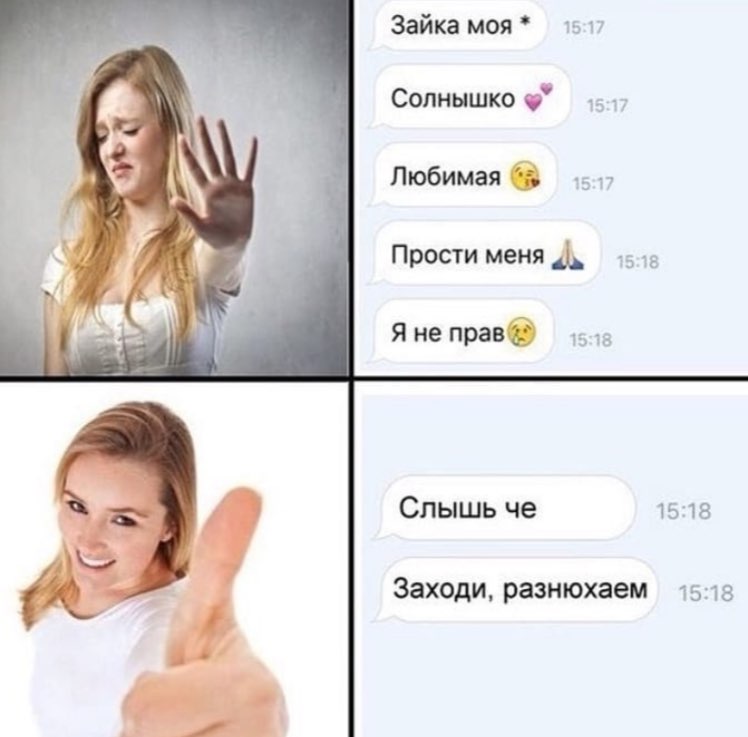 Зайка моя * 15:17
Солнышко 💕 15:17
Любимая 😘 15:17
Прости меня 🙏🏼 15:18
Я не прав😢 15:18
Слышь че 15:18
Заходи, разнюхаем 15:18